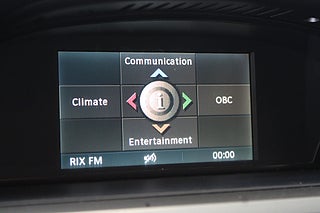 Communication
Climate
i
OBC
Entertainment
RIX FM
00:00